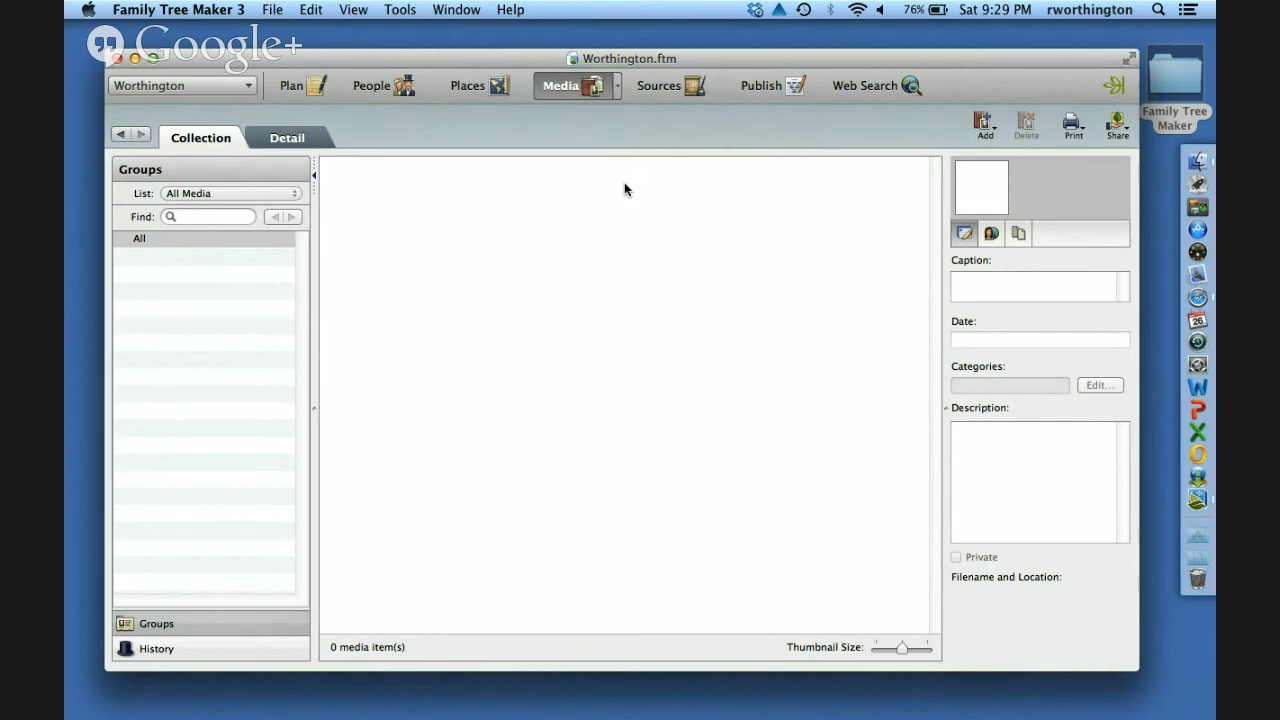 Family Tree Maker 3 File Edit View Tools Window Help 76% Sat 9:29 PM rworthington
Google+
Worthington.ftm
Worthington Plan People Places Media Sources Publish Web Search
Family Tree
Maker
Collection Detail
Add Delete Print Share
Groups
List: All Media
Find:
All
Caption:
Date:
Categories:
Edit...
Description:
Private
Filename and Location:
Groups
History
0 media item(s)
Thumbnail Size:
26